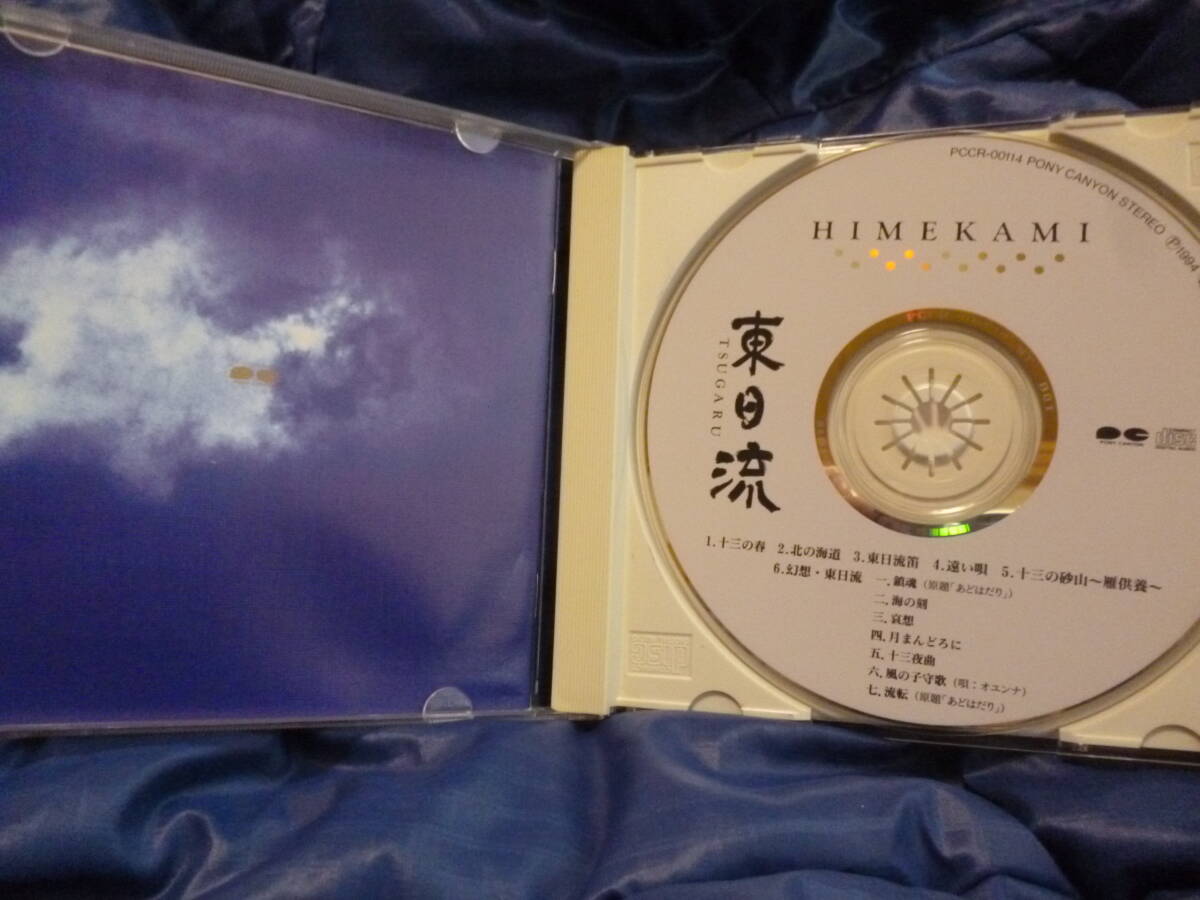 PCCR-00114 PONY CANYON STEREO ℗1994
HIMEKAMI
東日流
TSUGARU
PONY CANYON
disc
DIGITAL AUDIO
1.十三の春 2.北の海道 3.東日流笛 4.遠い唄 5.十三の砂山〜雁供養〜
6.幻想・東日流 一.鎮魂（原題「あどはだり」）
二.海の刻
三.哀想
四.月まんどろに
五.十三夜曲
六.風の子守歌（唄：オユンナ）
七.流転（原題「あどはだり」）